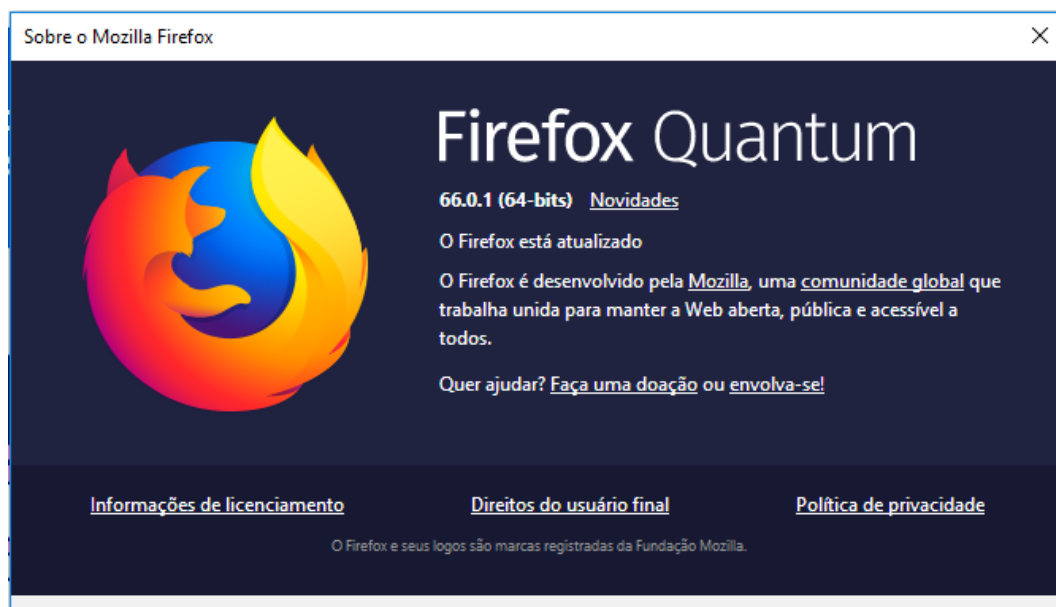 Sobre o Mozilla Firefox
Firefox Quantum
66.0.1 (64-bits) Novidades
O Firefox está atualizado
O Firefox é desenvolvido pela Mozilla, uma comunidade global que
trabalha unida para manter a Web aberta, pública e acessível a
todos.
Quer ajudar? Faça uma doação ou envolva-se!
Informações de licenciamento Direitos do usuário final Política de privacidade
O Firefox e seus logos são marcas registradas da Fundação Mozilla.